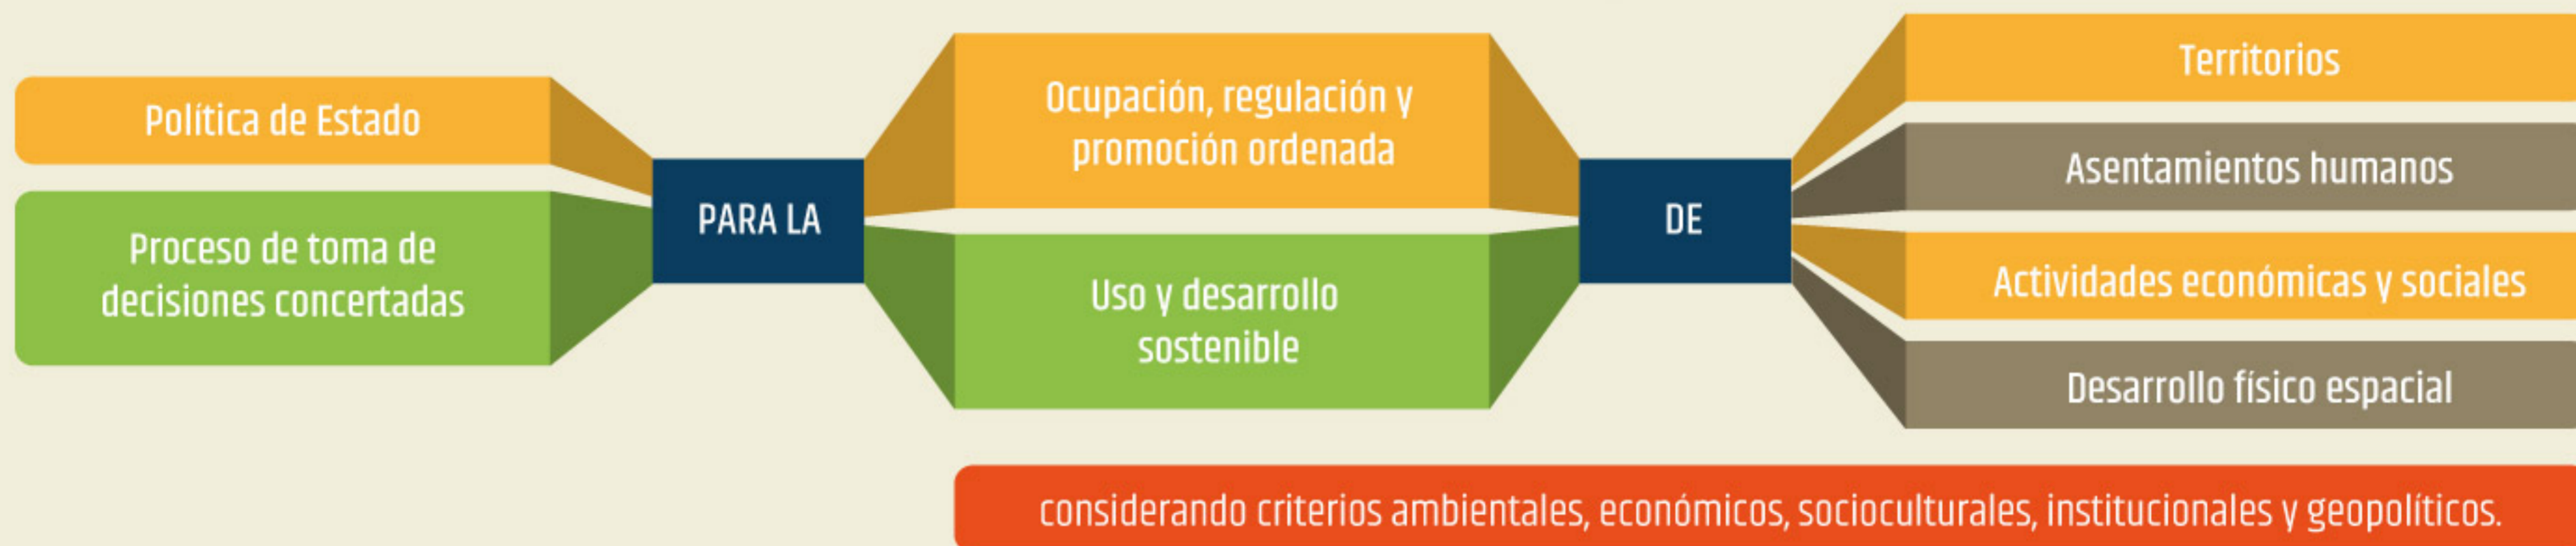 Política de Estado
Proceso de toma de
decisiones concertadas
PARA LA
Ocupación, regulación y
promoción ordenada
Uso y desarrollo
sostenible
DE
Territorios
Asentamientos humanos
Actividades económicas y sociales
Desarrollo físico espacial
considerando criterios ambientales, económicos, socioculturales, institucionales y geopolíticos.